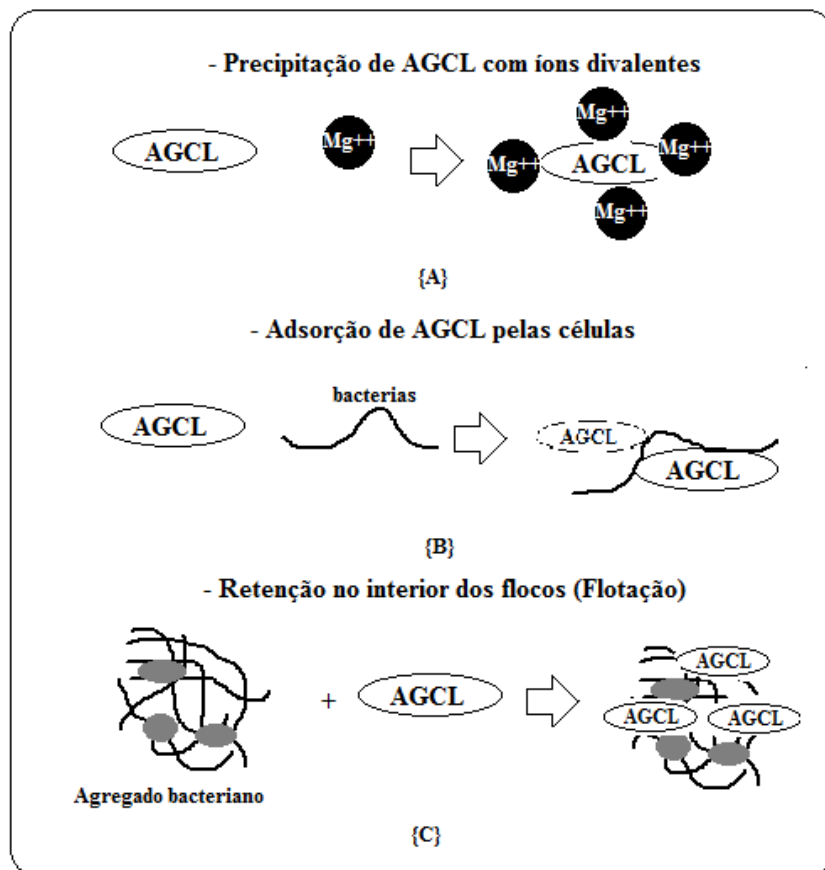 - Precipitação de AGCL com íons divalentes
AGCL
Mg++
Mg++
Mg++
AGCL
Mg++
Mg++
{A}
- Adsorção de AGCL pelas células
AGCL
bacterias
AGCL
AGCL
{B}
- Retenção no interior dos flocos (Flotação)
Agregado bacteriano
+
AGCL
AGCL
AGCL
AGCL
{C}